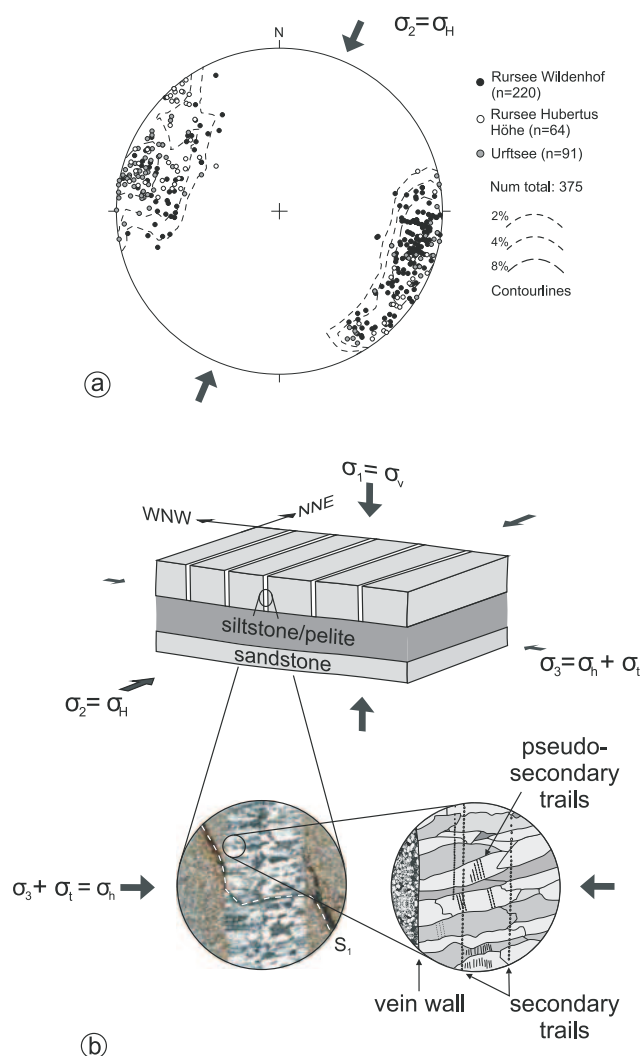 N
σ2=σH
Rursee Wildenhof
(n=220)
Rursee Hubertus
Höhe (n=64)
Urftsee (n=91)
Num total: 375
2%
4%
8%
Contourlines
a
σ1=σv
WNW
NNE
siltstone/pelite
sandstone
σ3=σh + σt
σ2=σH
pseudo-
secondary
trails
σ3+ σt = σh
S1
vein wall
secondary
trails
b